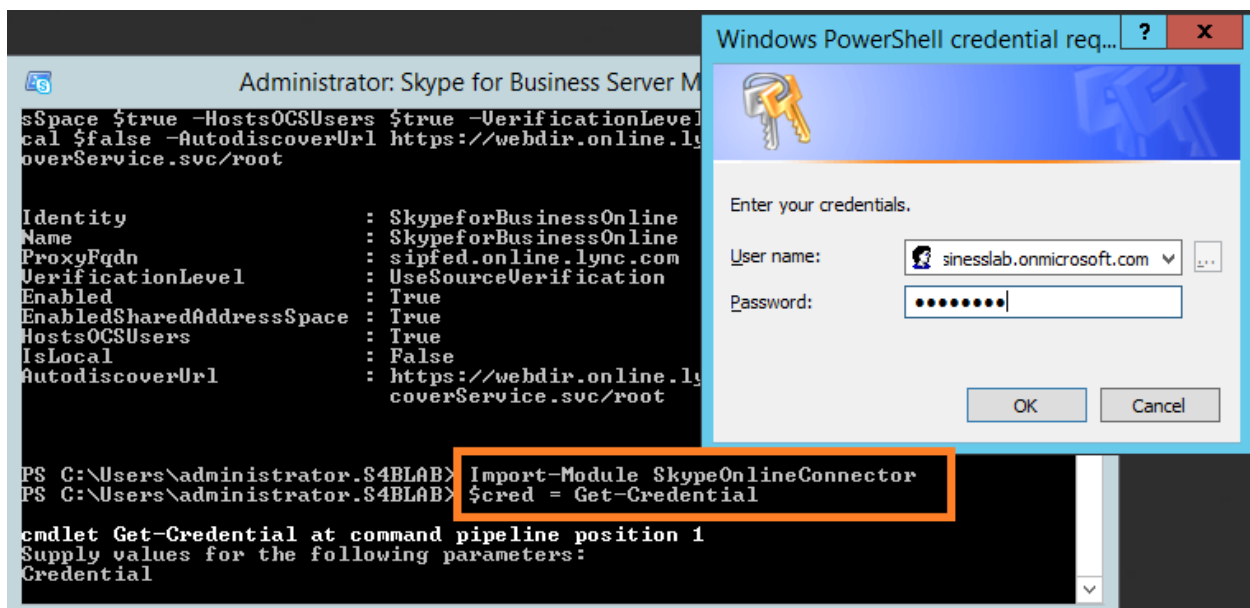 Administrator: Skype for Business Server M
sSpace $true -HostsOCSUsers $true -VerificationLevel
cal $false -AutodiscoverUrl https://webdir.online.ly
overService.svc/root
Identity : SkypeforBusinessOnline
Name : SkypeforBusinessOnline
ProxyFqdn : sipfed.online.lync.com
VerificationLevel : UseSourceVerification
Enabled : True
EnabledSharedAddressSpace : True
HostsOCSUsers : True
IsLocal : False
AutodiscoverUrl : https://webdir.online.ly
coverService.svc/root
PS C:\Users\administrator.S4BLAB> Import-Module SkypeOnlineConnector
PS C:\Users\administrator.S4BLAB> $cred = Get-Credential
cmdlet Get-Credential at command pipeline position 1
Supply values for the following parameters:
Credential
Windows PowerShell credential req... ? x
Enter your credentials.
User name: sinesslab.onmicrosoft.com ...
Password: ●●●●●●●●
OK Cancel